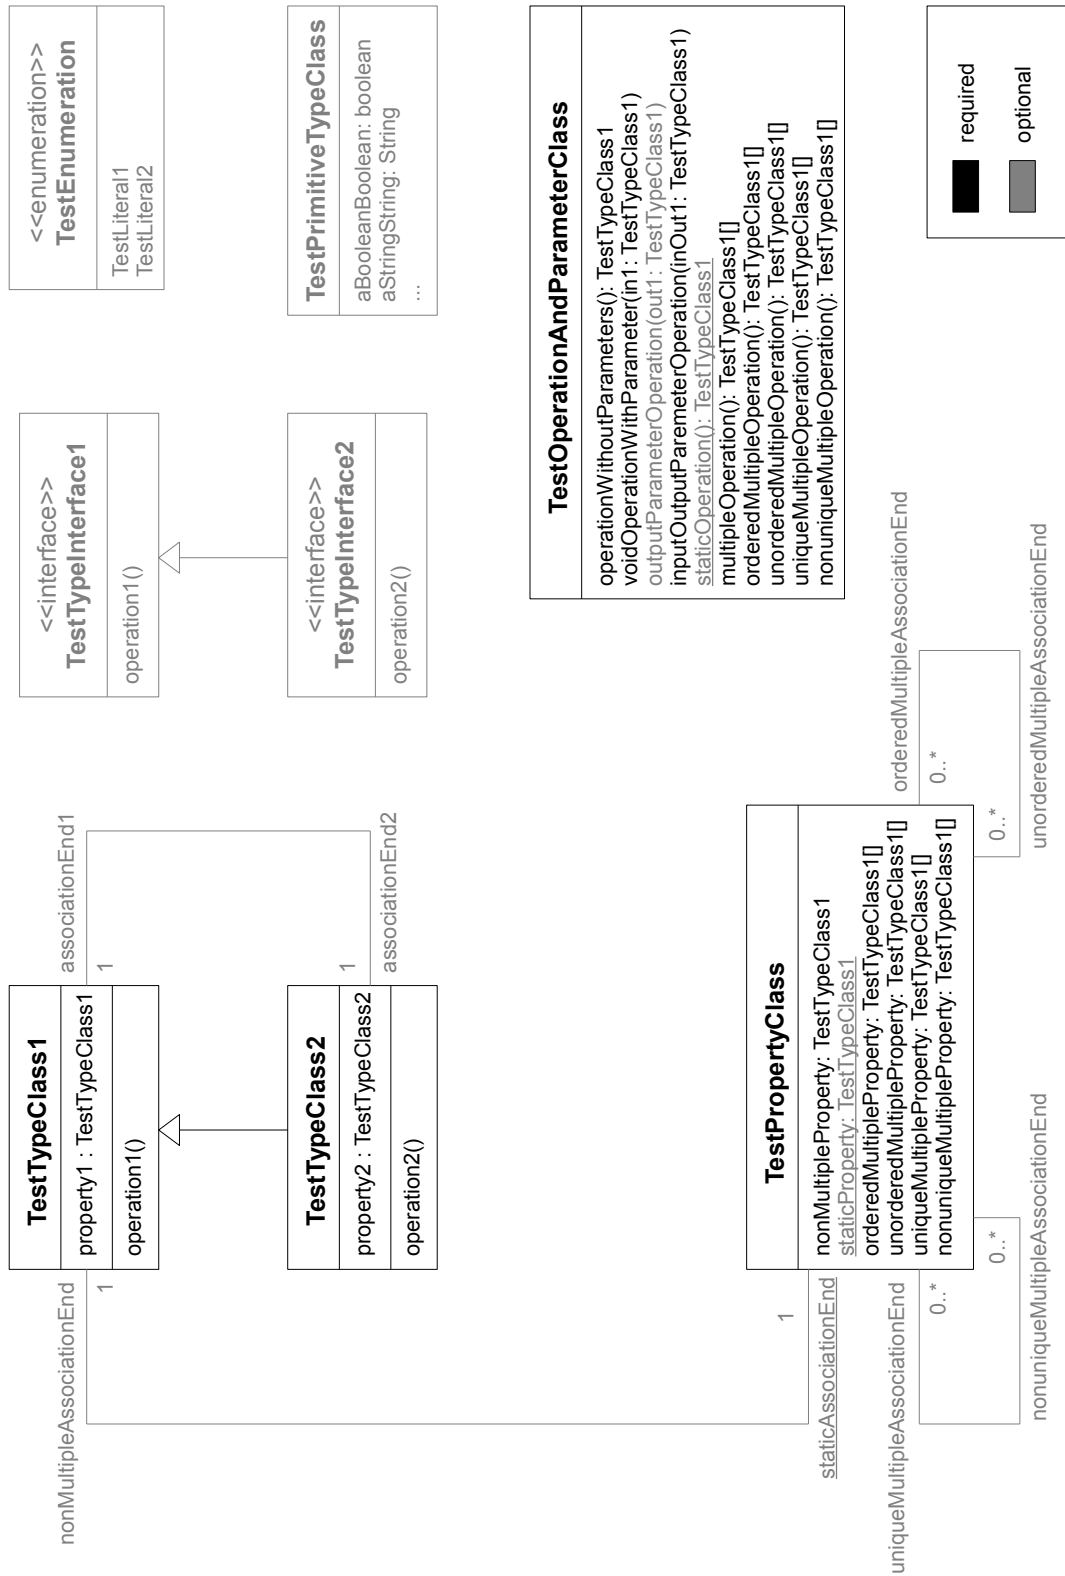 nonMultipleAssociationEnd
1
TestTypeClass1
property1 : TestTypeClass1
operation1()
associationEnd1
1
<<interface>>
TestTypeInterface1
operation1()
<<enumeration>>
TestEnumeration
TestLiteral1
TestLiteral2
TestTypeClass2
property2 : TestTypeClass2
operation2()
1
associationEnd2
<<interface>>
TestTypeInterface2
operation2()
TestPrimitiveTypeClass
aBooleanBoolean: boolean
aStringString: String
...
TestOperationAndParameterClass
operationWithoutParameters(): TestTypeClass1
voidOperationWithParameter(in1: TestTypeClass1)
outputParameterOperation(out1: TestTypeClass1)
inputOutputParemeterOperation(inOut1: TestTypeClass1)
staticOperation(): TestTypeClass1
multipleOperation(): TestTypeClass1[]
orderedMultipleOperation(): TestTypeClass1[]
unorderedMultipleOperation(): TestTypeClass1[]
uniqueMultipleOperation(): TestTypeClass1[]
nonuniqueMultipleOperation(): TestTypeClass1[]
1
staticAssociationEnd
TestPropertyClass
nonMultipleProperty: TestTypeClass1
staticProperty: TestTypeClass1
orderedMultipleProperty: TestTypeClass1[]
unorderedMultipleProperty: TestTypeClass1[]
uniqueMultipleProperty: TestTypeClass1[]
nonuniqueMultipleProperty: TestTypeClass1[]
uniqueMultipleAssociationEnd
0..*
0..*
nonuniqueMultipleAssociationEnd
orderedMultipleAssociationEnd
0..*
0..*
unorderedMultipleAssociationEnd
required
optional